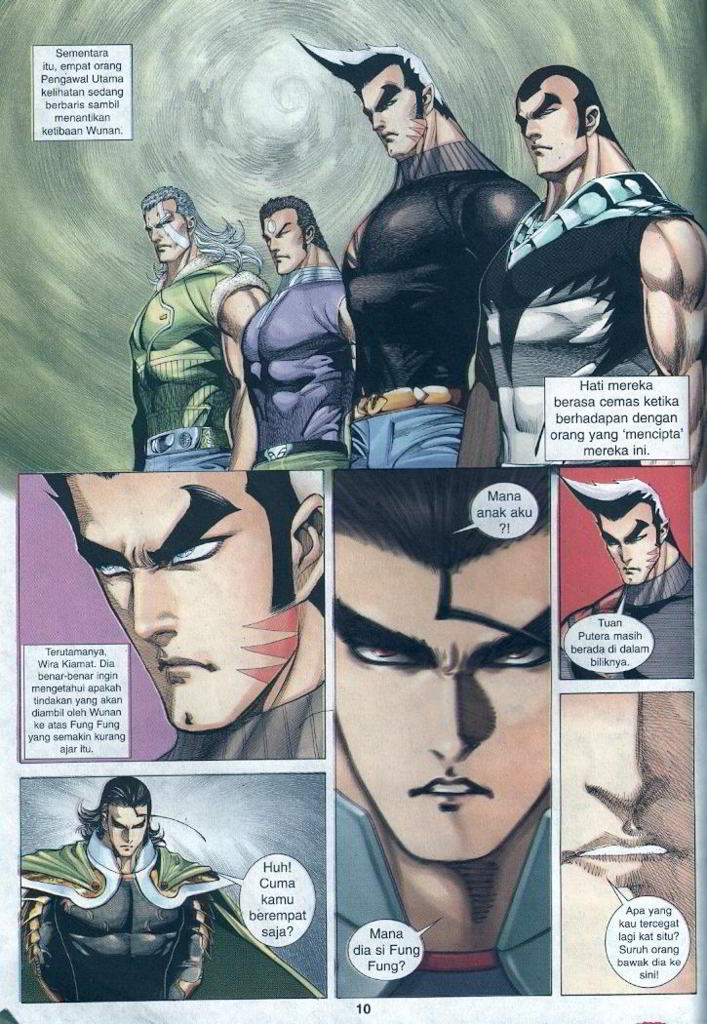 Sementara
itu, empat orang
Pengawal Utama
kelihatan sedang
berbaris sambil
menantikan
ketibaan Wunan.
Hati mereka
berasa cemas ketika
berhadapan dengan
orang yang ‘mencipta’
mereka ini.
Terutamanya,
Wira Kiamat. Dia
benar-benar ingin
mengetahui apakah
tindakan yang akan
diambil oleh Wunan
ke atas Fung Fung
yang semakin kurang
ajar itu.
Huh!
Cuma
kamu
berempat
saja?
Mana
anak aku
?!
Mana
dia si Fung
Fung?
Tuan
Putera masih
berada di dalam
biliknya.
Apa yang
kau tercegat
lagi kat situ?
Suruh orang
bawak dia ke
sini!
10